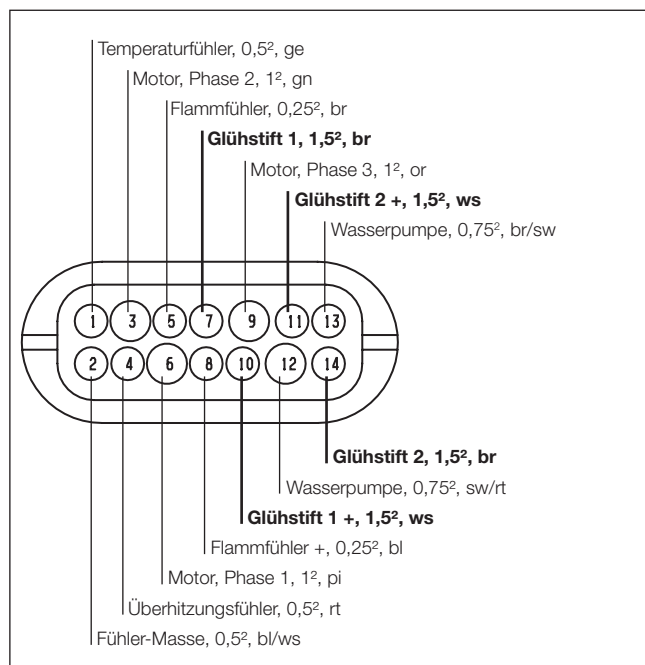 Temperaturfühler, 0,5², ge
Motor, Phase 2, 1², gn
Flammfühler, 0,25², br
Glühstift 1, 1,5², br
Motor, Phase 3, 1², or
Glühstift 2 +, 1,5², ws
Wasserpumpe, 0,75², br/sw
1 3 5 7 9 11 13
2 4 6 8 10 12 14
Glühstift 2, 1,5², br
Wasserpumpe, 0,75², sw/rt
Glühstift 1 +, 1,5², ws
Flammfühler +, 0,25², bl
Motor, Phase 1, 1², pi
Überhitzungsfühler, 0,5², rt
Fühler-Masse, 0,5², bl/ws